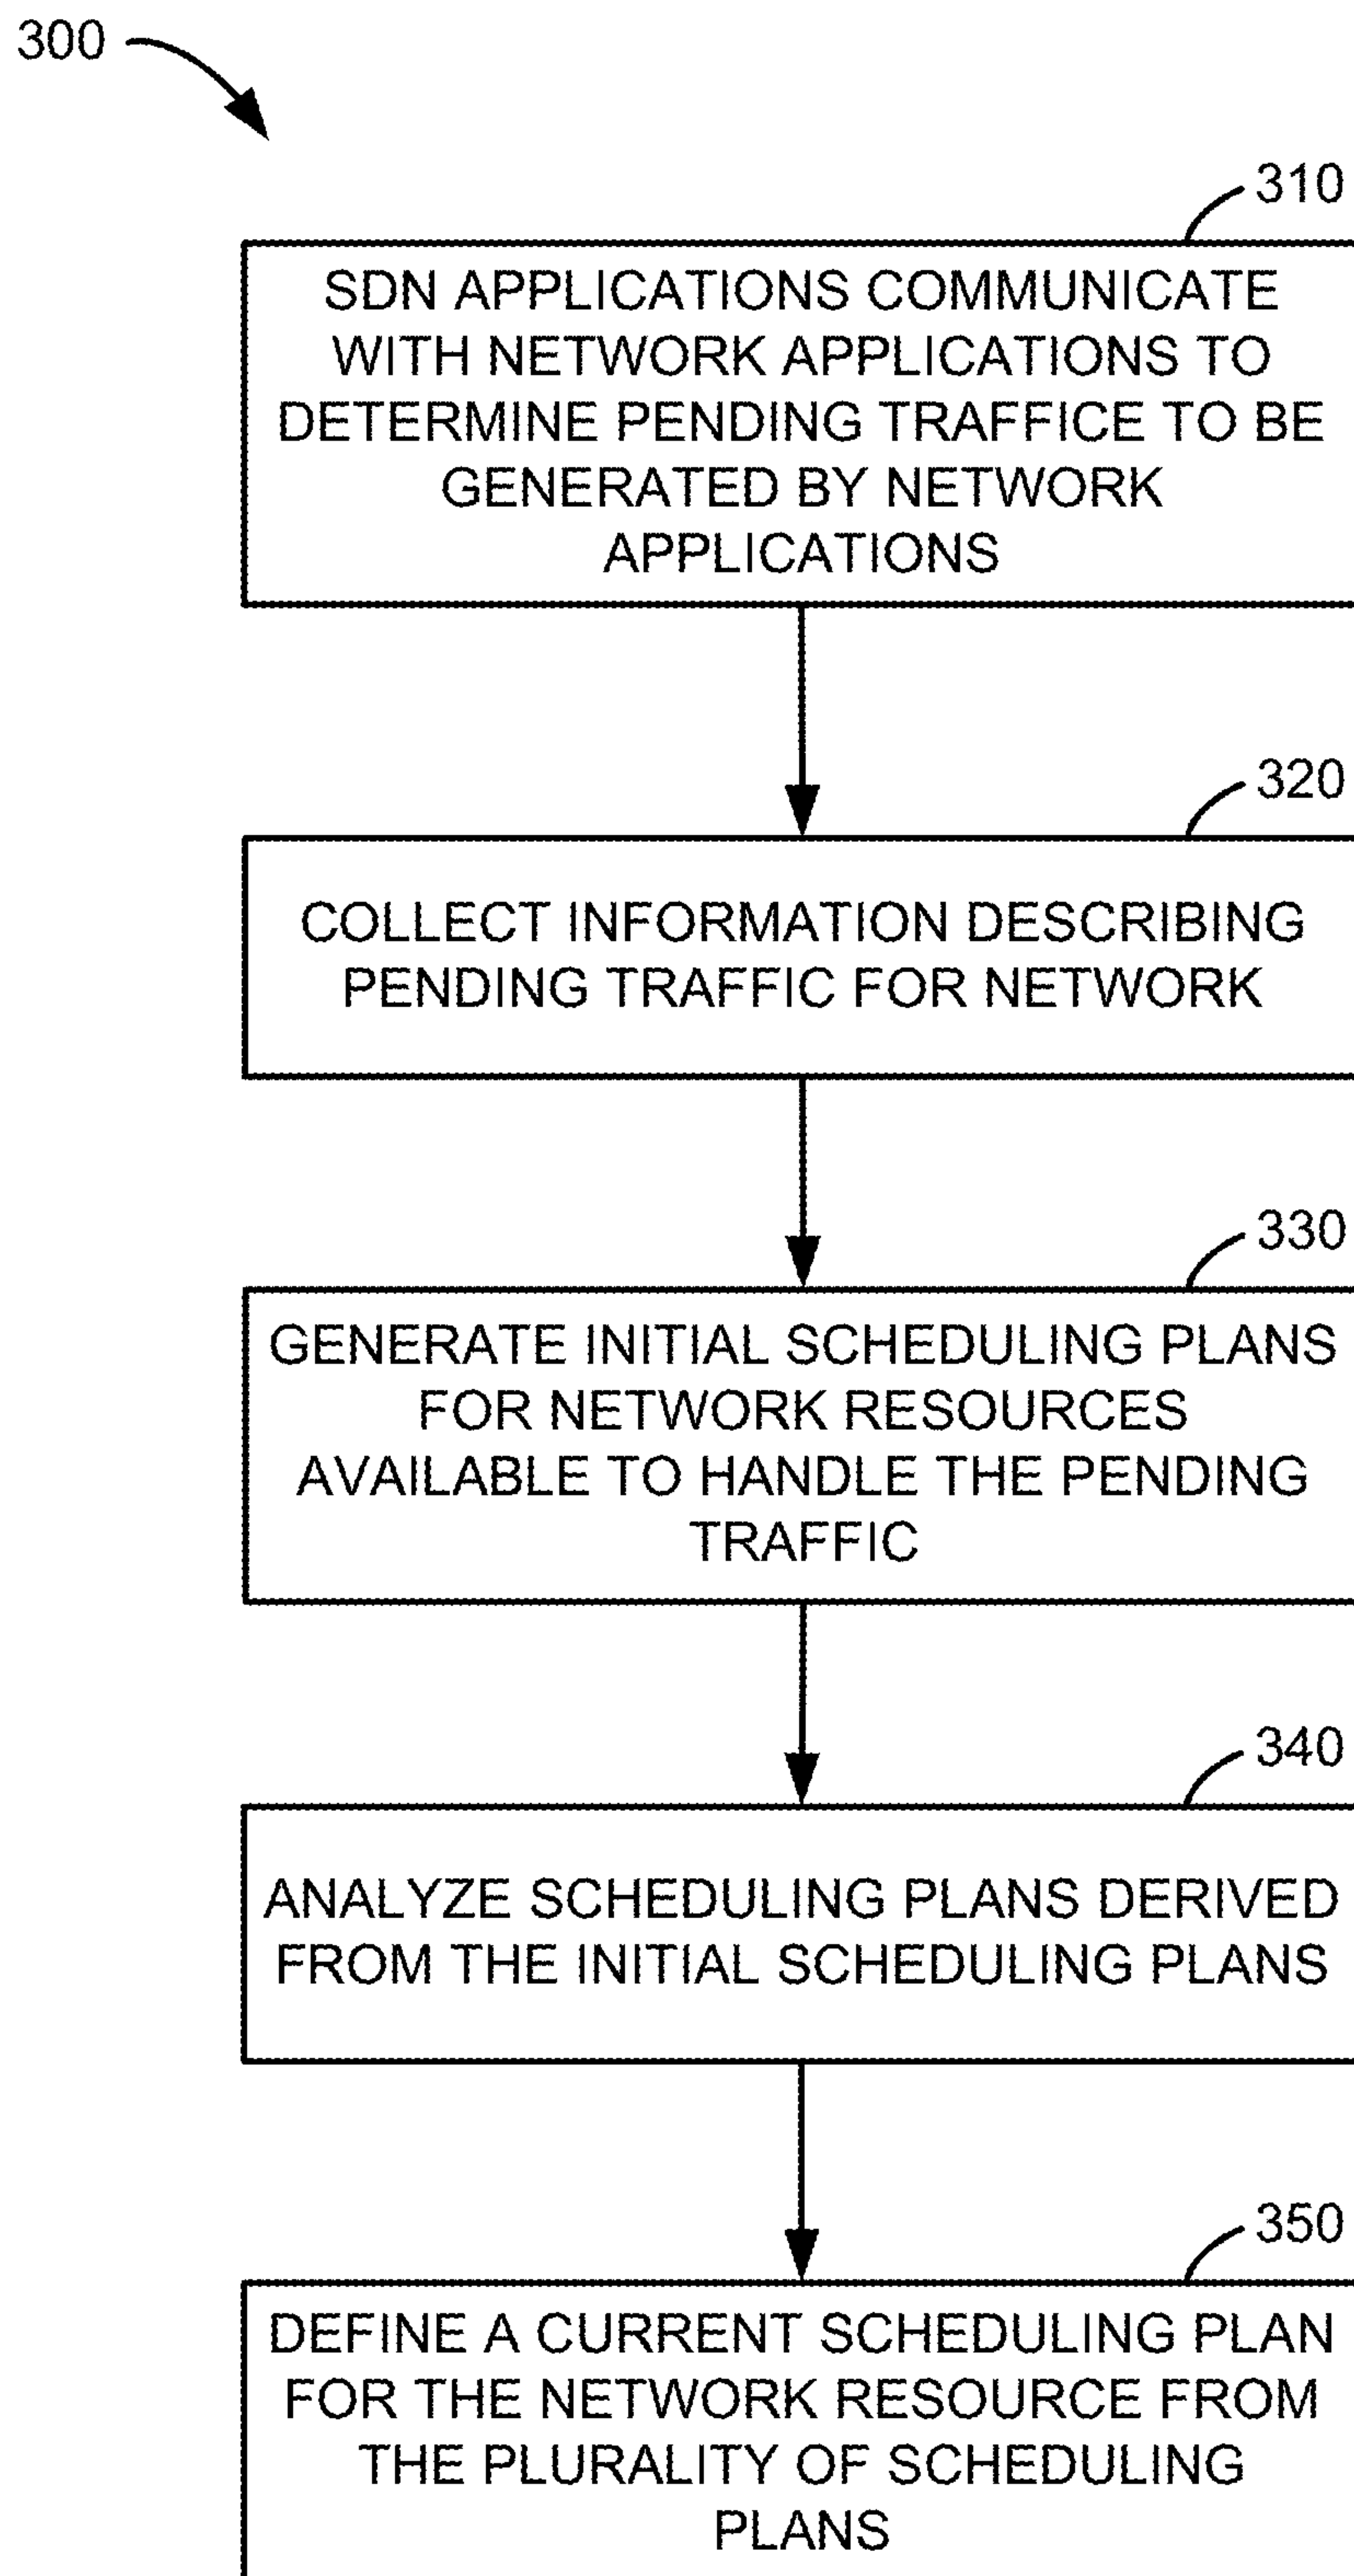 300
310
SDN APPLICATIONS COMMUNICATE
WITH NETWORK APPLICATIONS TO
DETERMINE PENDING TRAFFICE TO BE
GENERATED BY NETWORK
APPLICATIONS
320
COLLECT INFORMATION DESCRIBING
PENDING TRAFFIC FOR NETWORK
330
GENERATE INITIAL SCHEDULING PLANS
FOR NETWORK RESOURCES
AVAILABLE TO HANDLE THE PENDING
TRAFFIC
340
ANALYZE SCHEDULING PLANS DERIVED
FROM THE INITIAL SCHEDULING PLANS
350
DEFINE A CURRENT SCHEDULING PLAN
FOR THE NETWORK RESOURCE FROM
THE PLURALITY OF SCHEDULING
PLANS